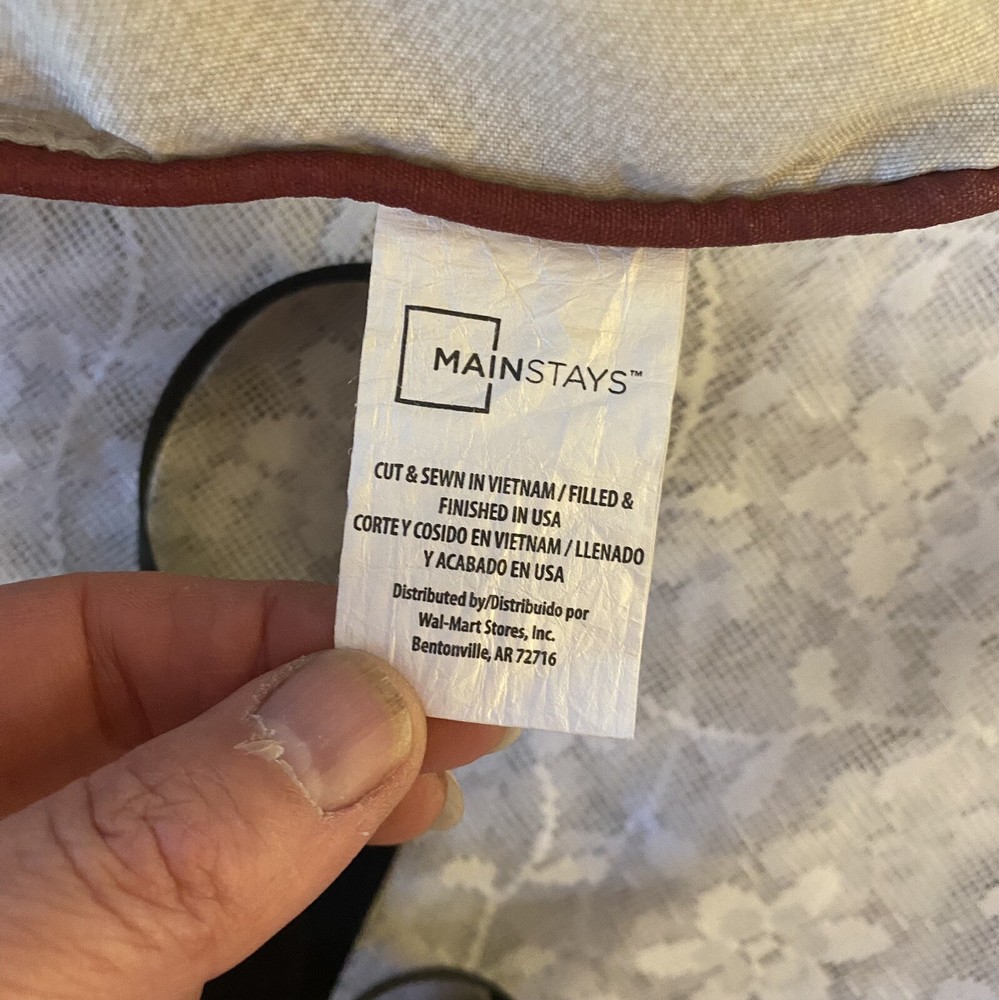 MAINSTAYS™
CUT & SEWN IN VIETNAM / FILLED &
FINISHED IN USA
CORTE Y COSIDO EN VIETNAM / LLENADO
Y ACABADO EN USA
Distributed by/Distribuido por
Wal-Mart Stores, Inc.
Bentonville, AR 72716